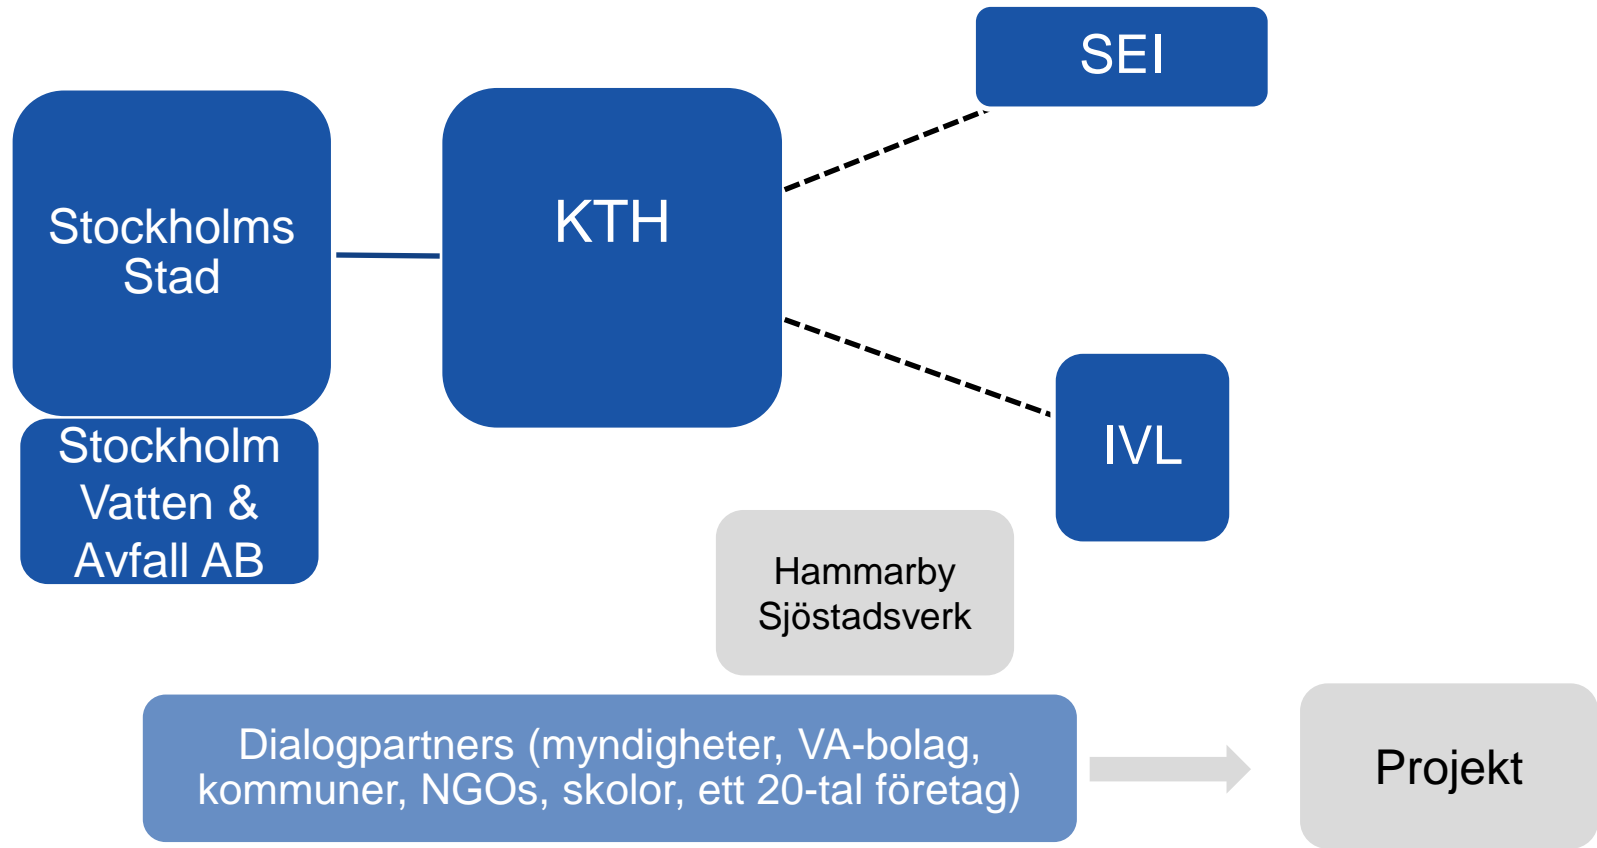 SEI
Stockholms
Stad
KTH
Stockholm
Vatten &
Avfall AB
IVL
Hammarby
Sjöstadsverk
Dialogpartners (myndigheter, VA-bolag,
kommuner, NGOs, skolor, ett 20-tal företag)
Projekt